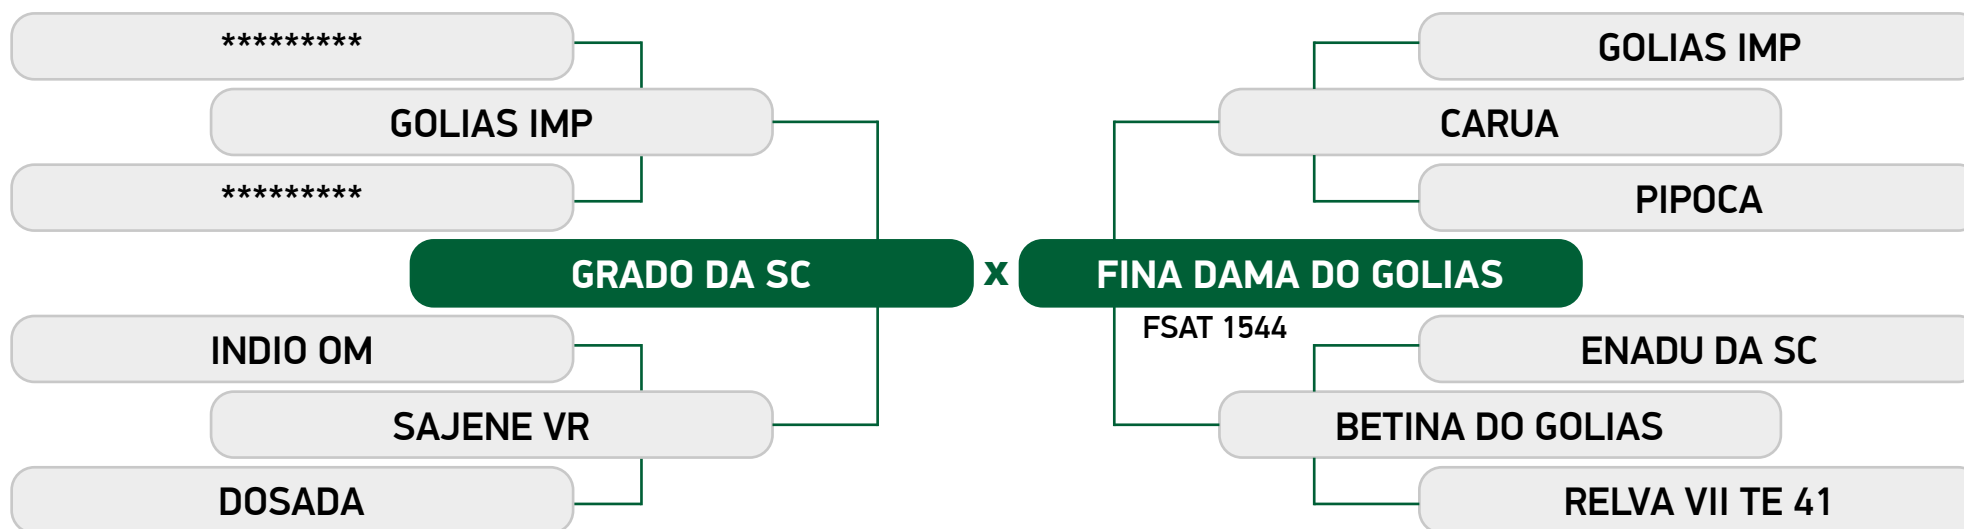 *********
GOLIAS IMP
*********
GRADO DA SC
INDIO OM
SAJENE VR
DOSADA
x
GOLIAS IMP
CARUA
PIPOCA
FINA DAMA DO GOLIAS
FSAT 1544
ENADU DA SC
BETINA DO GOLIAS
RELVA VII TE 41